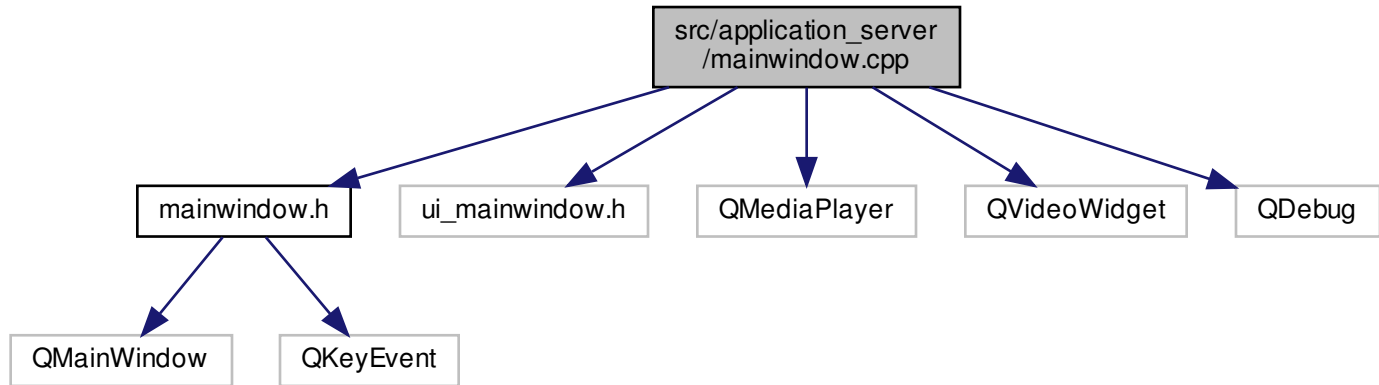 src/application_server
/mainwindow.cpp
mainwindow.h
ui_mainwindow.h
QMediaPlayer
QVideoWidget
QDebug
QMainWindow
QKeyEvent